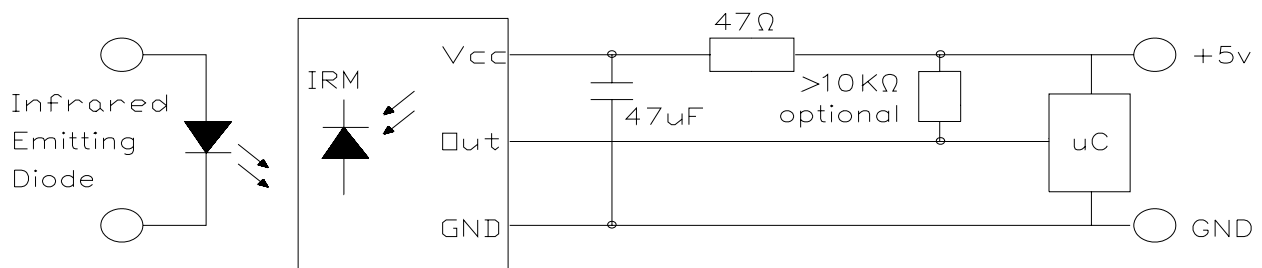 47Ω
Vcc
+5v
IRM
>10KΩ
optional
Infrared
Emitting
Diode
47uF
Out
uC
GND
GND